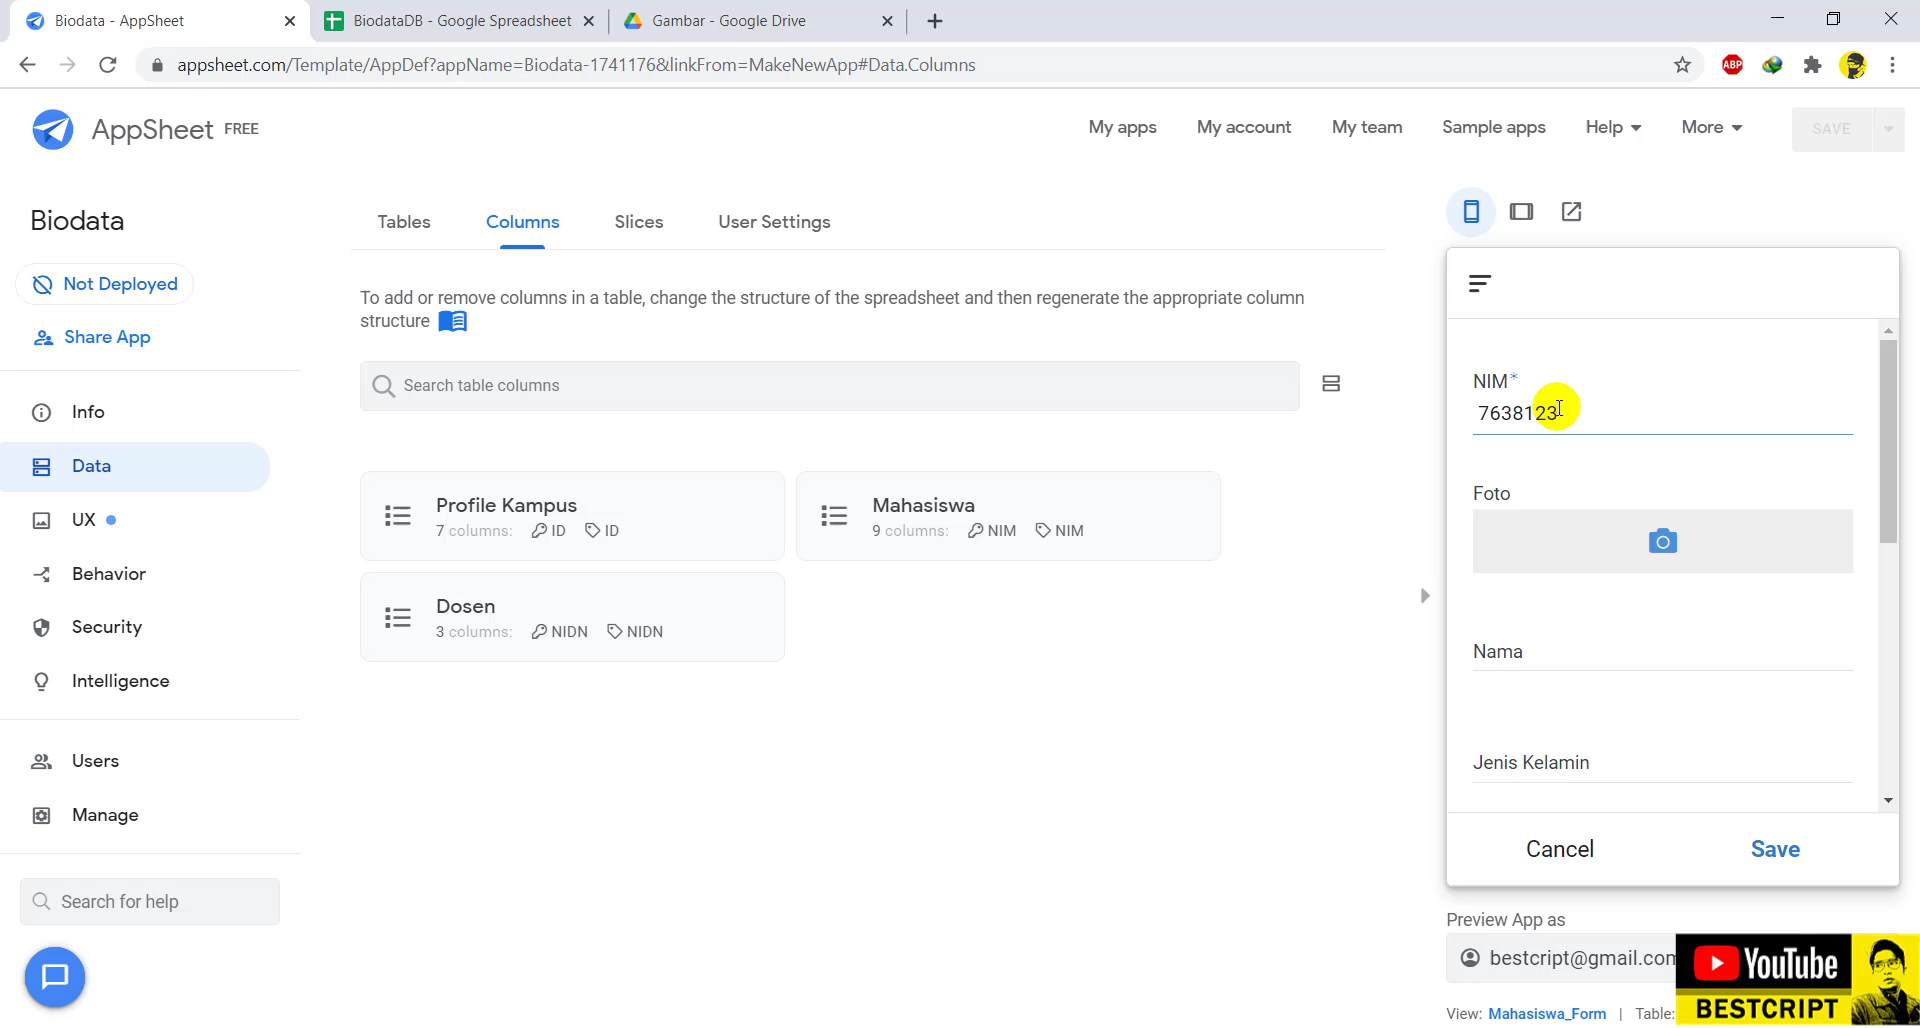 Biodata - AppSheet
BiodataDB - Google Spreadsheet
Gambar - Google Drive
appsheet.com/Template/AppDef?appName=Biodata-1741176&linkFrom=MakeNewApp#Data.Columns
ABP
AppSheet FREE
My apps
My account
My team
Sample apps
Help
More
SAVE
Biodata
Not Deployed
Share App
Info
Data
UX
Behavior
Security
Intelligence
Users
Manage
Search for help
Tables
Columns
Slices
User Settings
To add or remove columns in a table, change the structure of the spreadsheet and then regenerate the appropriate column
structure
Search table columns
Profile Kampus
7 columns: ID ID
Mahasiswa
9 columns: NIM NIM
Dosen
3 columns: NIDN NIDN
NIM*
7638123
Foto
Nama
Jenis Kelamin
Cancel
Save
Preview App as
bestcript@gmail.com
View: Mahasiswa_Form | Table:
YouTube
BESTCRIPT